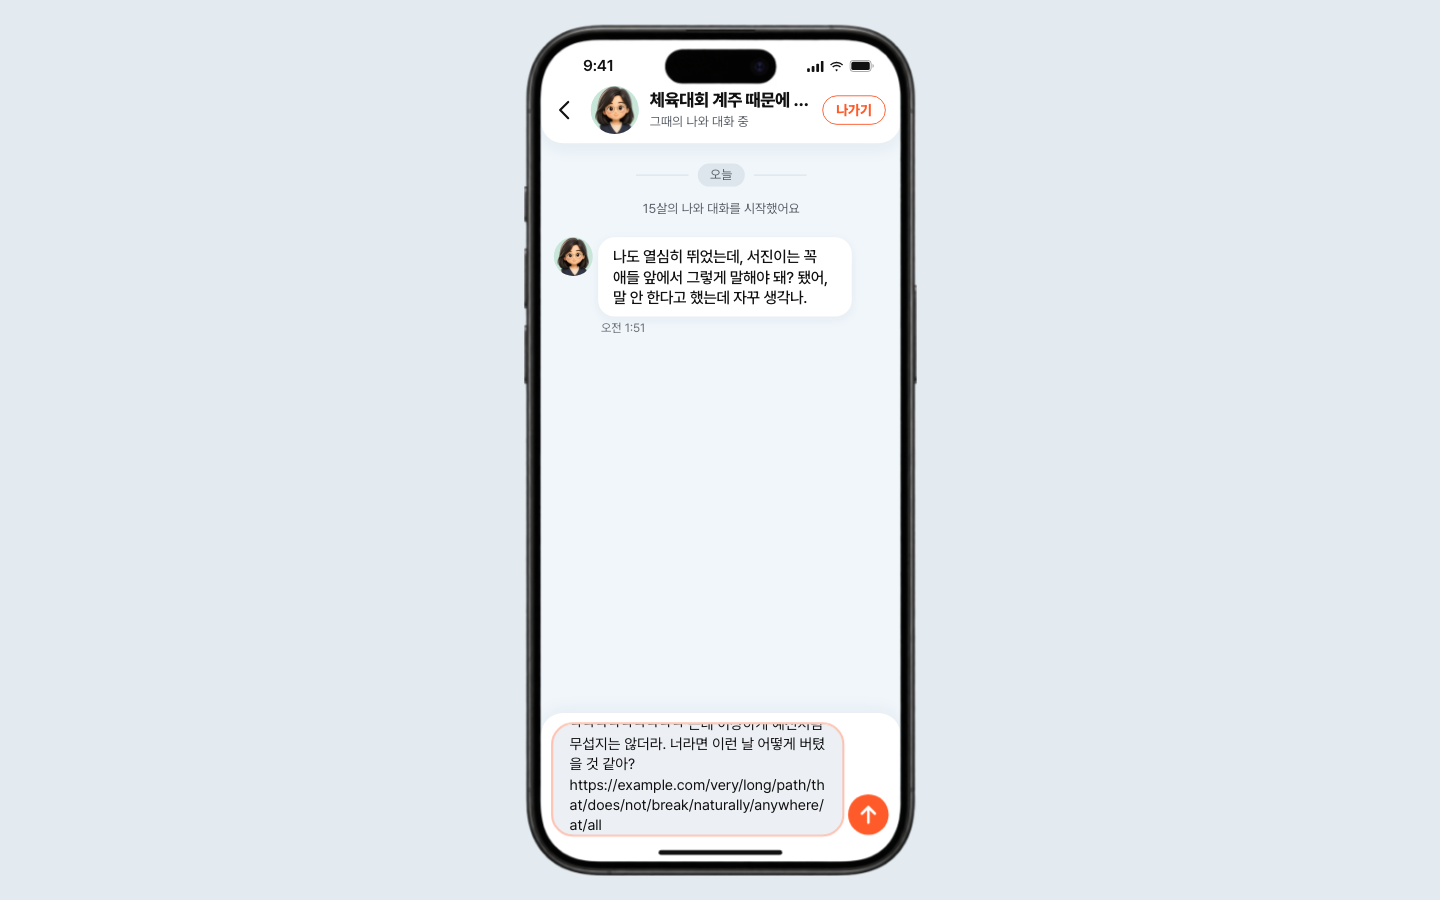 9:41
체육대회 계주 때문에 ...
그때의 나와 대화 중
나가기
오늘
15살의 나와 대화를 시작했어요
나도 열심히 뛰었는데, 서진이는 꼭
애들 앞에서 그렇게 말해야 돼? 됐어,
말 안 한다고 했는데 자꾸 생각나.
오전 1:51
무섭지는 않더라. 너라면 이런 날 어떻게 버텼
을 것 같아?
https://example.com/very/long/path/th
at/does/not/break/naturally/anywhere/
at/all